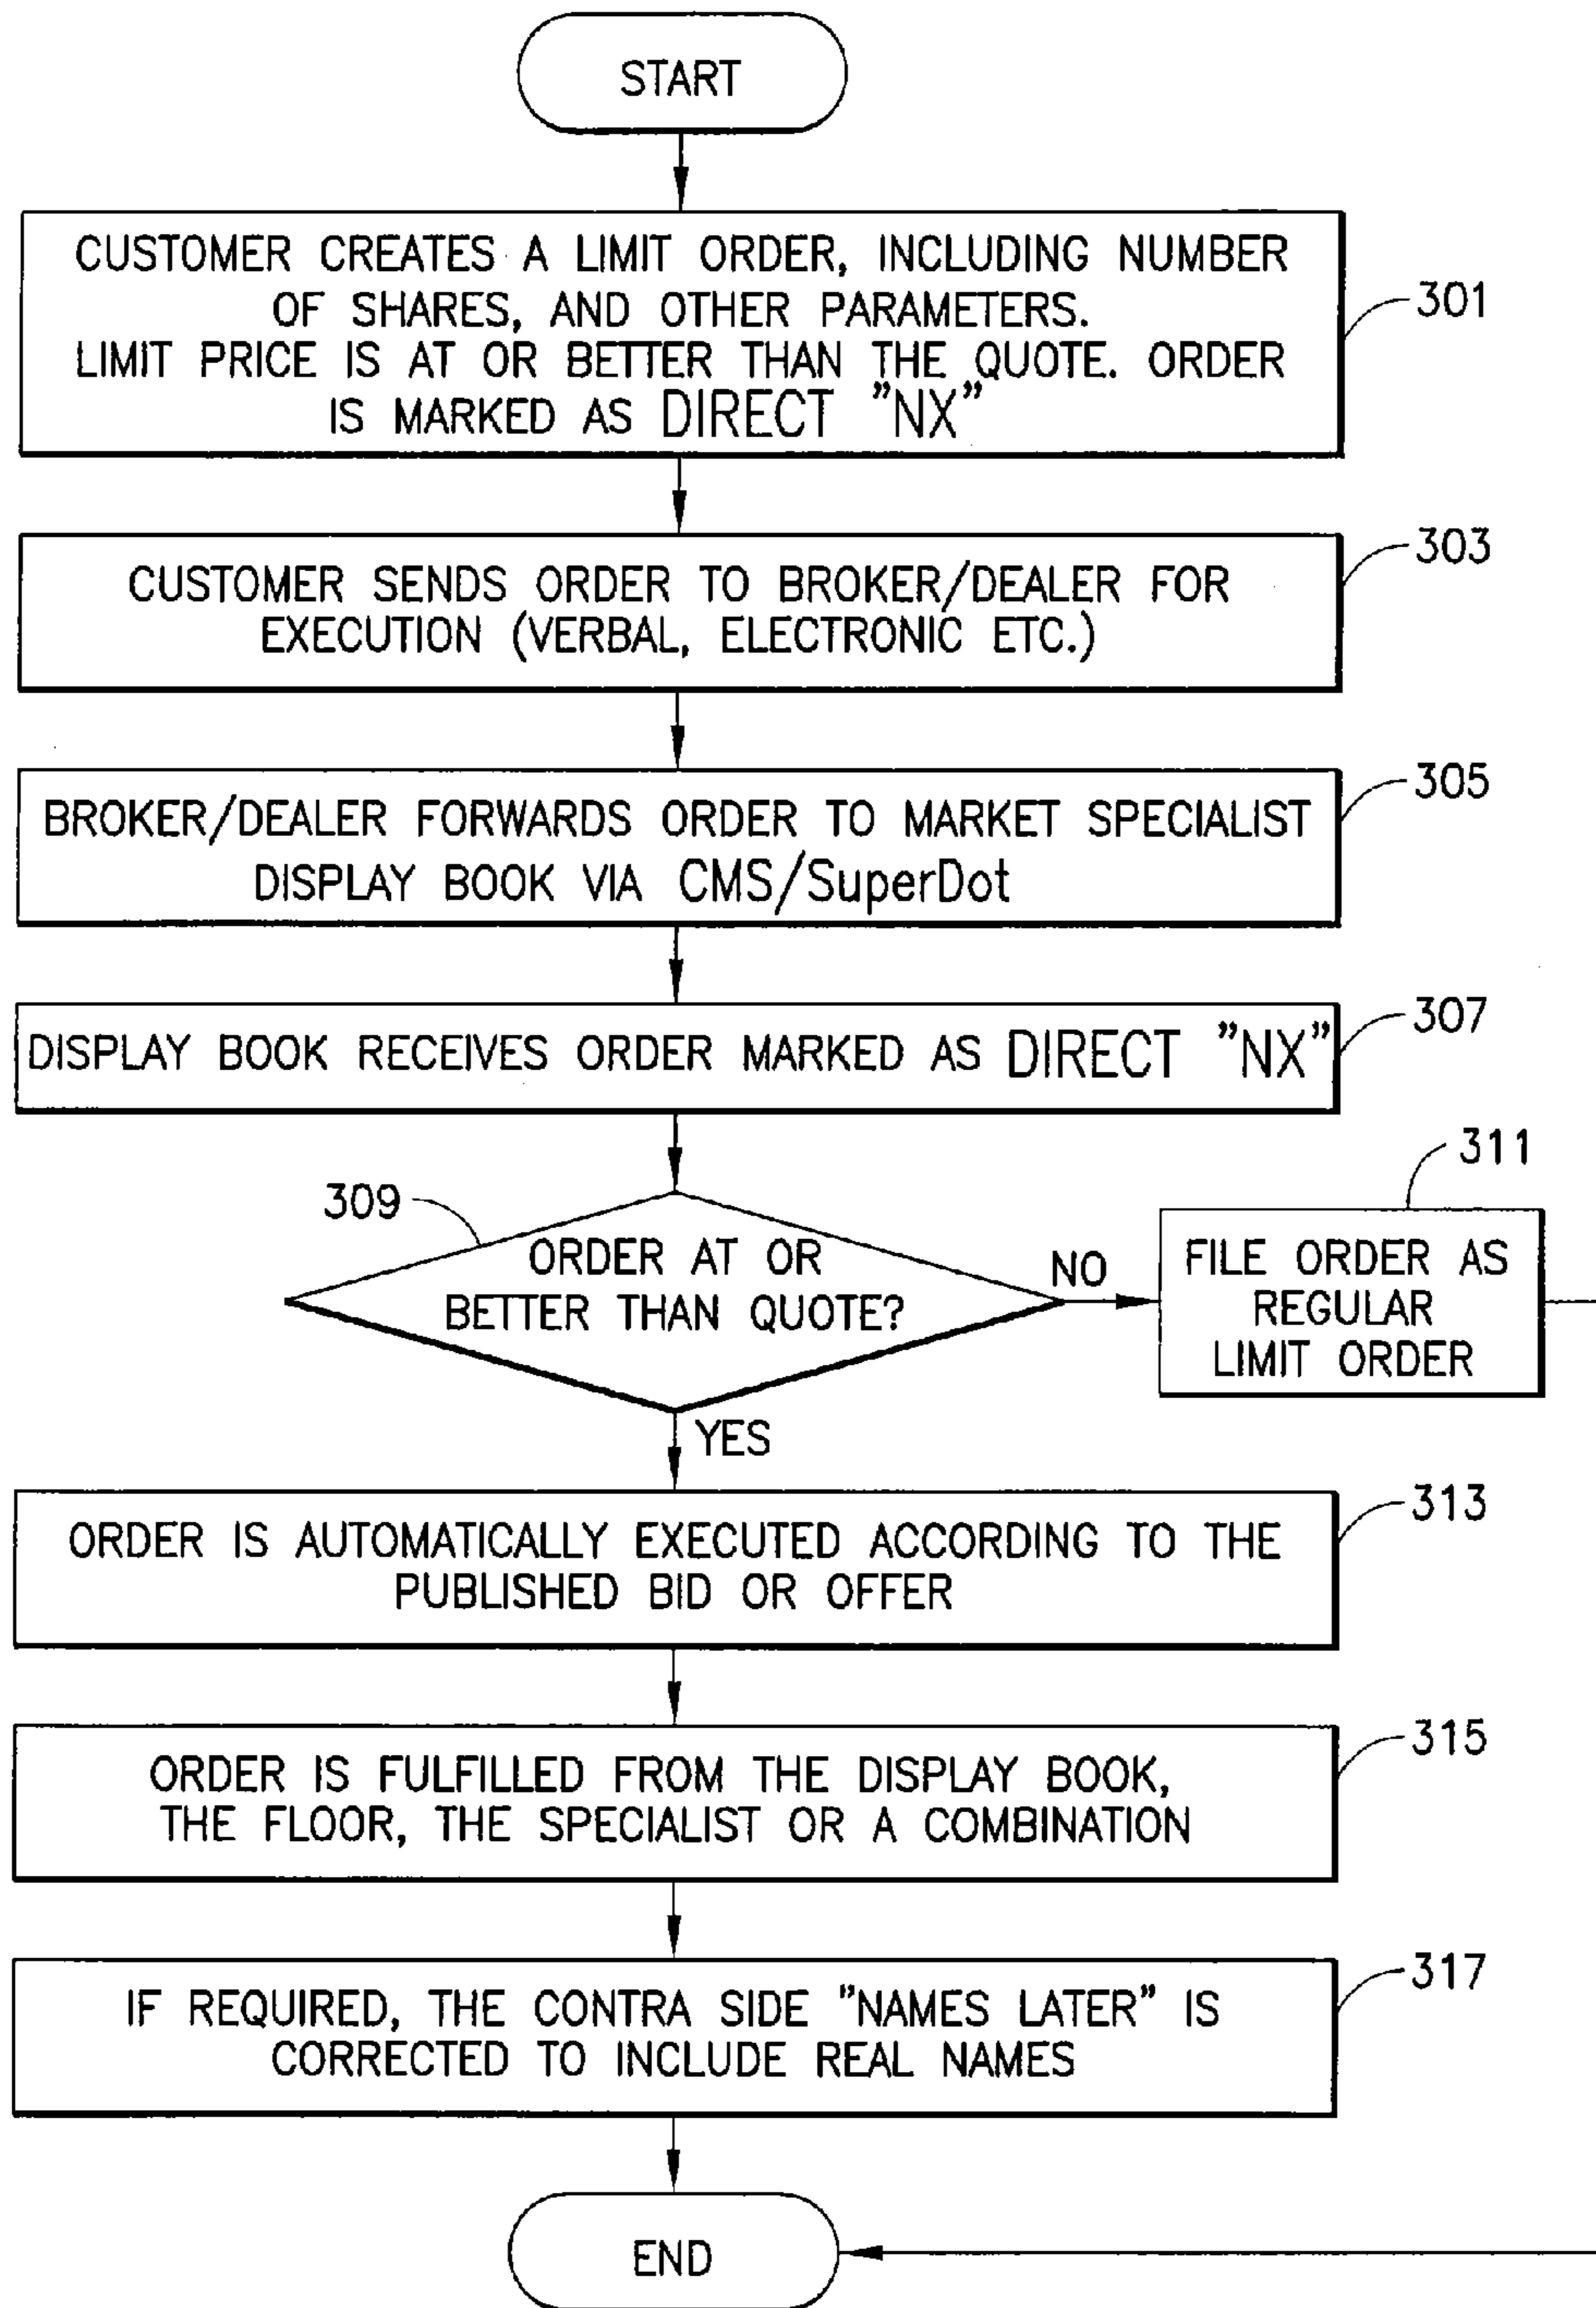 START
CUSTOMER CREATES A LIMIT ORDER, INCLUDING NUMBER
OF SHARES, AND OTHER PARAMETERS.
LIMIT PRICE IS AT OR BETTER THAN THE QUOTE. ORDER
IS MARKED AS DIRECT "NX"
301
CUSTOMER SENDS ORDER TO BROKER/DEALER FOR
EXECUTION (VERBAL, ELECTRONIC ETC.)
303
BROKER/DEALER FORWARDS ORDER TO MARKET SPECIALIST
DISPLAY BOOK VIA CMS/SuperDot
305
DISPLAY BOOK RECEIVES ORDER MARKED AS DIRECT "NX"
307
309
ORDER AT OR
BETTER THAN QUOTE?
NO
311
FILE ORDER AS
REGULAR
LIMIT ORDER
YES
ORDER IS AUTOMATICALLY EXECUTED ACCORDING TO THE
PUBLISHED BID OR OFFER
313
ORDER IS FULFILLED FROM THE DISPLAY BOOK,
THE FLOOR, THE SPECIALIST OR A COMBINATION
315
IF REQUIRED, THE CONTRA SIDE "NAMES LATER" IS
CORRECTED TO INCLUDE REAL NAMES
317
END